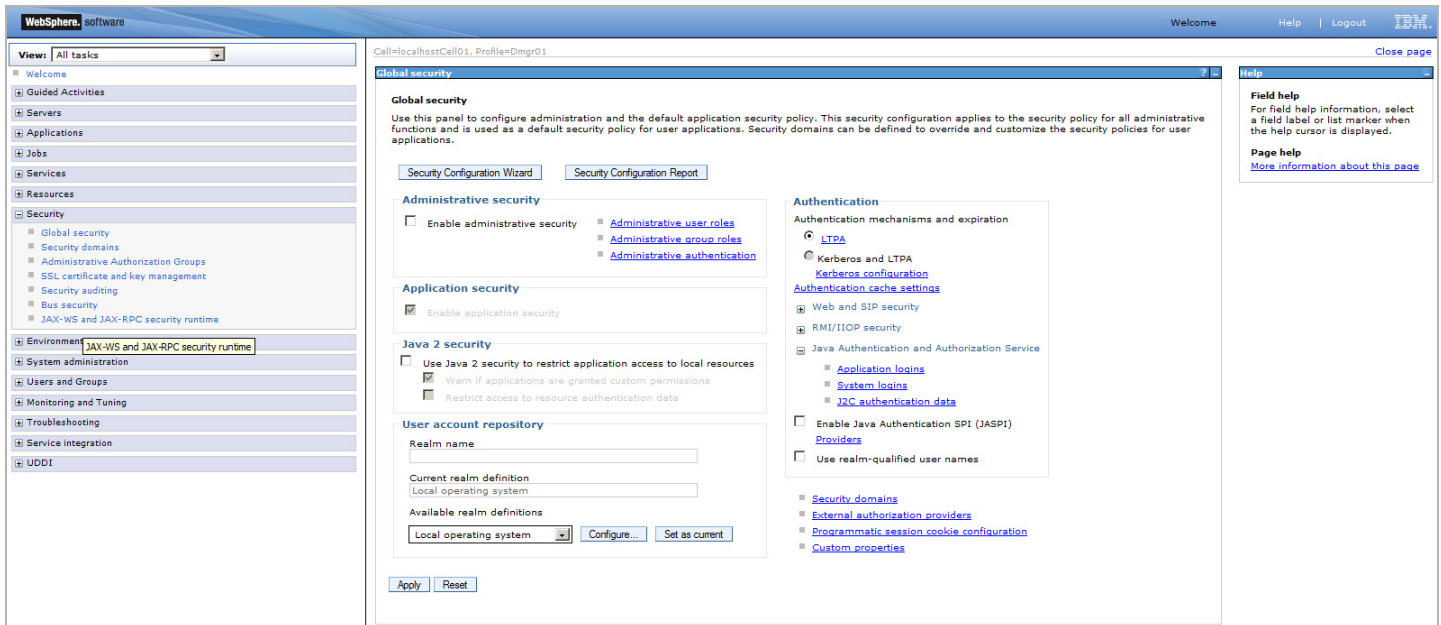 WebSphere. software
Welcome
Help | Logout
IBM.
View: All tasks
Welcome
Guided Activities
Servers
Applications
Jobs
Services
Resources
Security
Global security
Security domains
Administrative Authorization Groups
SSL certificate and key management
Security auditing
Bus security
JAX-WS and JAX-RPC security runtime
Environment
JAX-WS and JAX-RPC security runtime
System administration
Users and Groups
Monitoring and Tuning
Troubleshooting
Service integration
UDDI
Cell=localhostCell01, Profile=Dmgr01
Close page
Global security
?
Global security
Use this panel to configure administration and the default application security policy. This security configuration applies to the security policy for all administrative
functions and is used as a default security policy for user applications. Security domains can be defined to override and customize the security policies for user
applications.
Security Configuration Wizard
Security Configuration Report
Administrative security
Enable administrative security
Administrative user roles
Administrative group roles
Administrative authentication
Application security
Enable application security
Java 2 security
Use Java 2 security to restrict application access to local resources
Warn if applications are granted custom permissions
Restrict access to resource authentication data
User account repository
Realm name
Current realm definition
Local operating system
Available realm definitions
Local operating system
Configure...
Set as current
Apply
Reset
Authentication
Authentication mechanisms and expiration
LTPA
Kerberos and LTPA
Kerberos configuration
Authentication cache settings
Web and SIP security
RMI/IIOP security
Java Authentication and Authorization Service
Application logins
System logins
J2C authentication data
Enable Java Authentication SPI (JASPI)
Providers
Use realm-qualified user names
Security domains
External authorization providers
Programmatic session cookie configuration
Custom properties
Help
Field help
For field help information, select
a field label or list marker when
the help cursor is displayed.
Page help
More information about this page